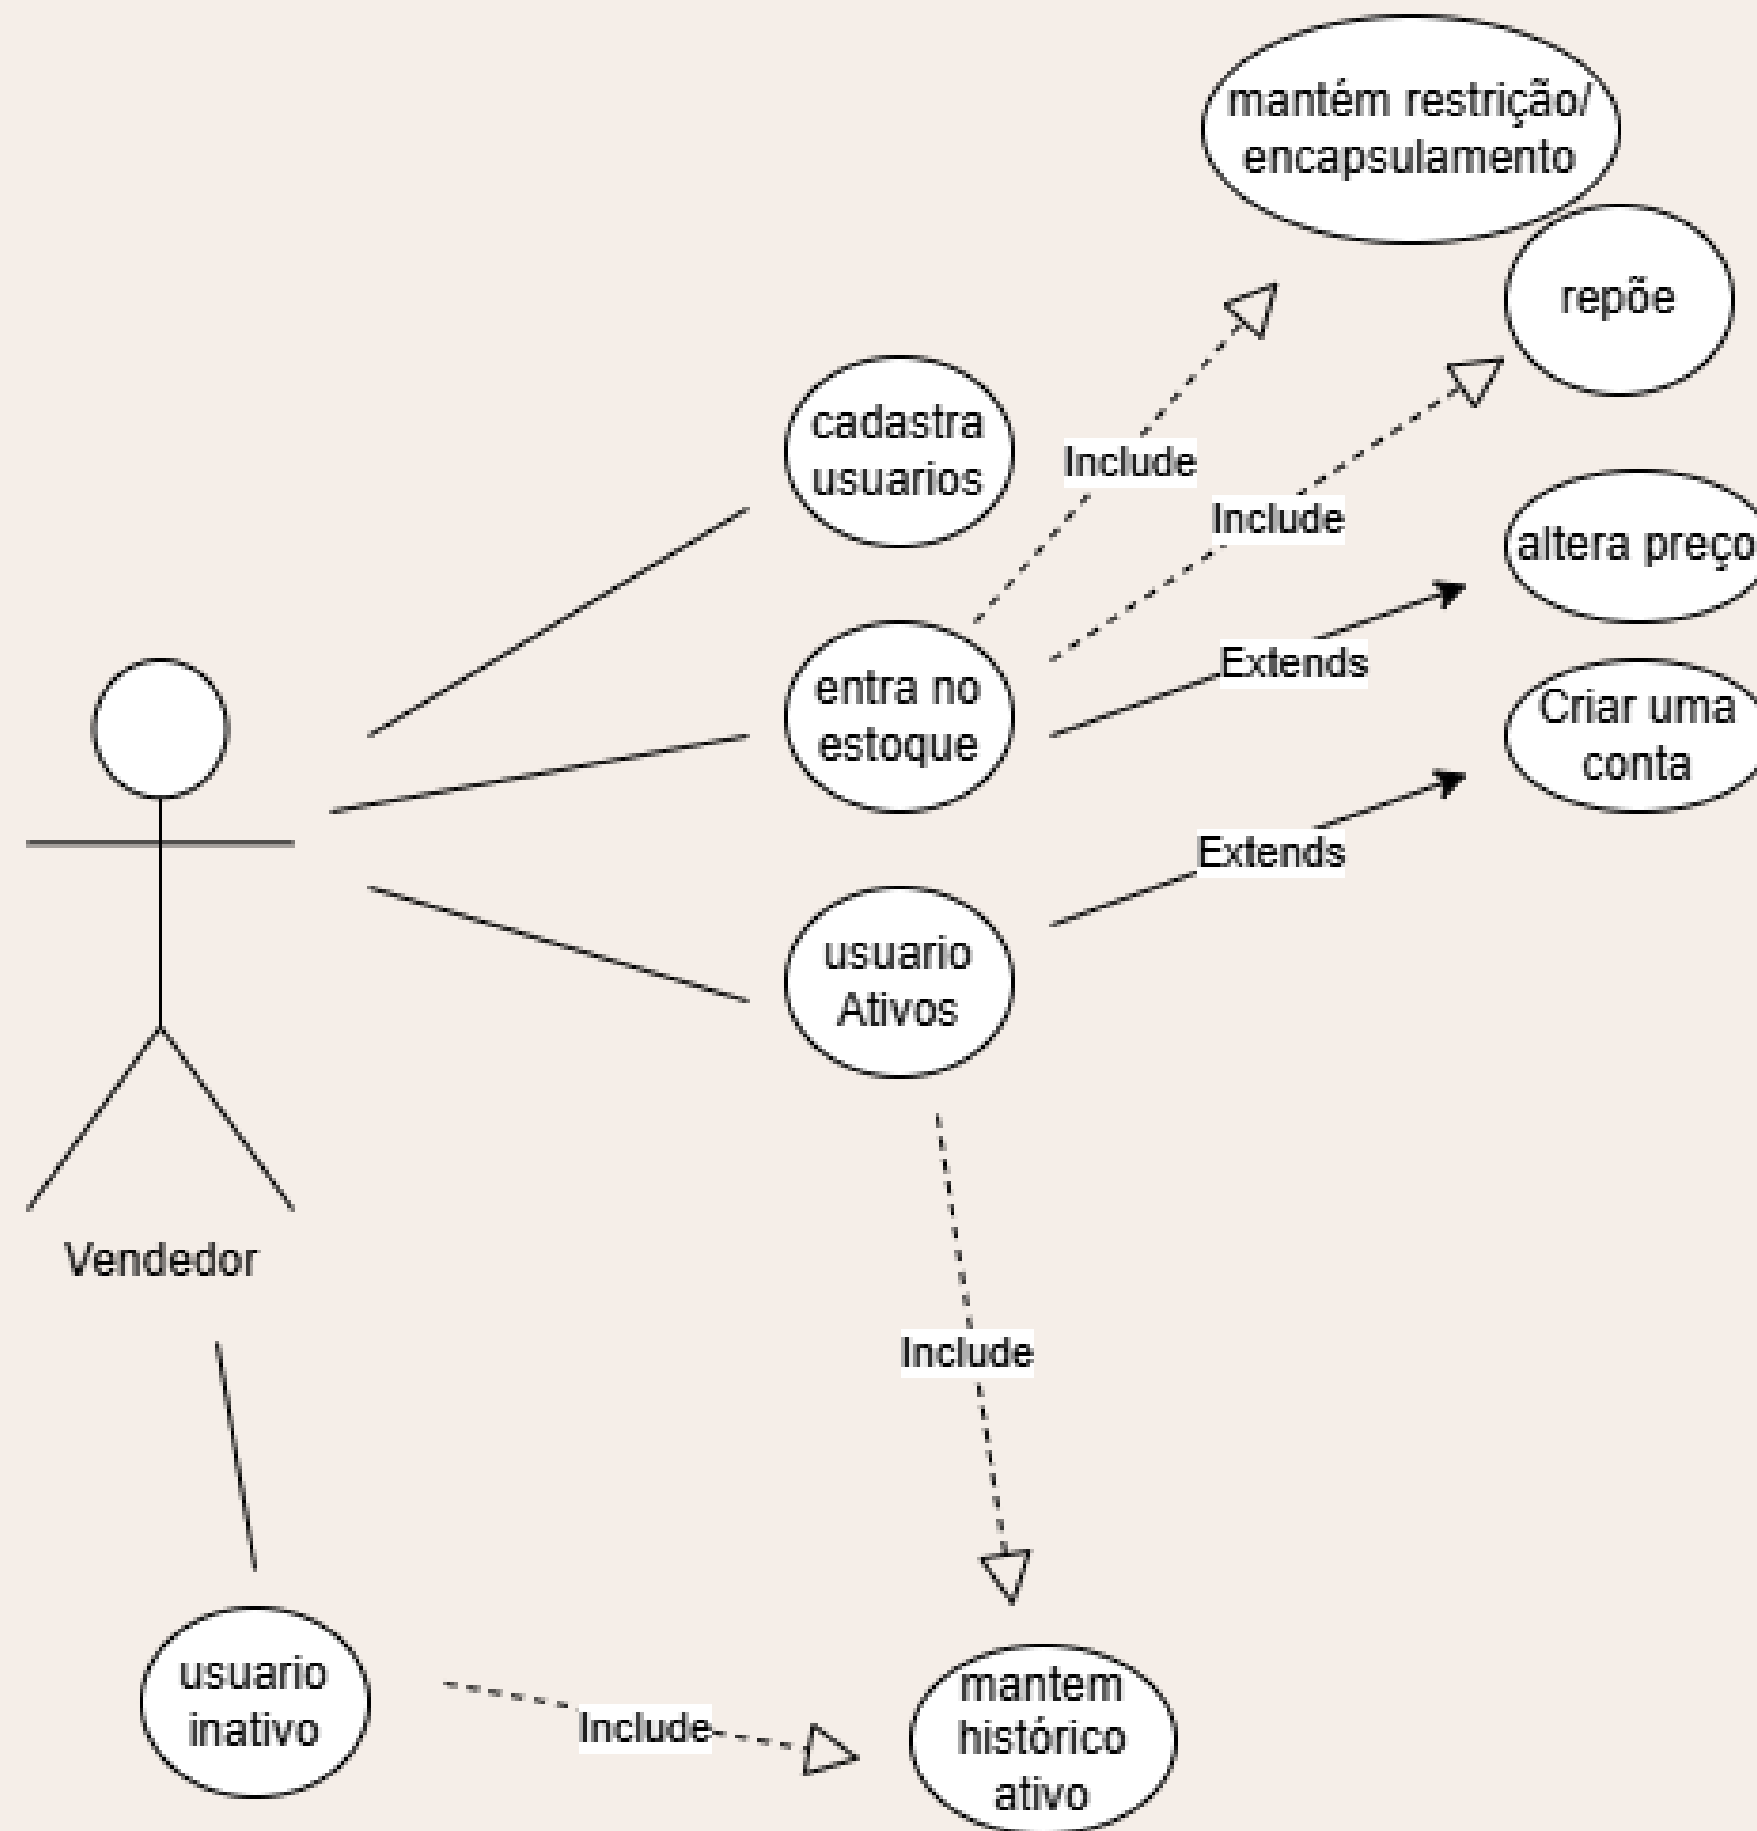 mantém restrição/
encapsulamento
repõe
cadastra
usuarios
Include
Include
altera preço
Extends
entra no
estoque
Criar uma
conta
Extends
usuario
Ativos
Vendedor
Include
usuario
inativo
Include
mantem
histórico
ativo